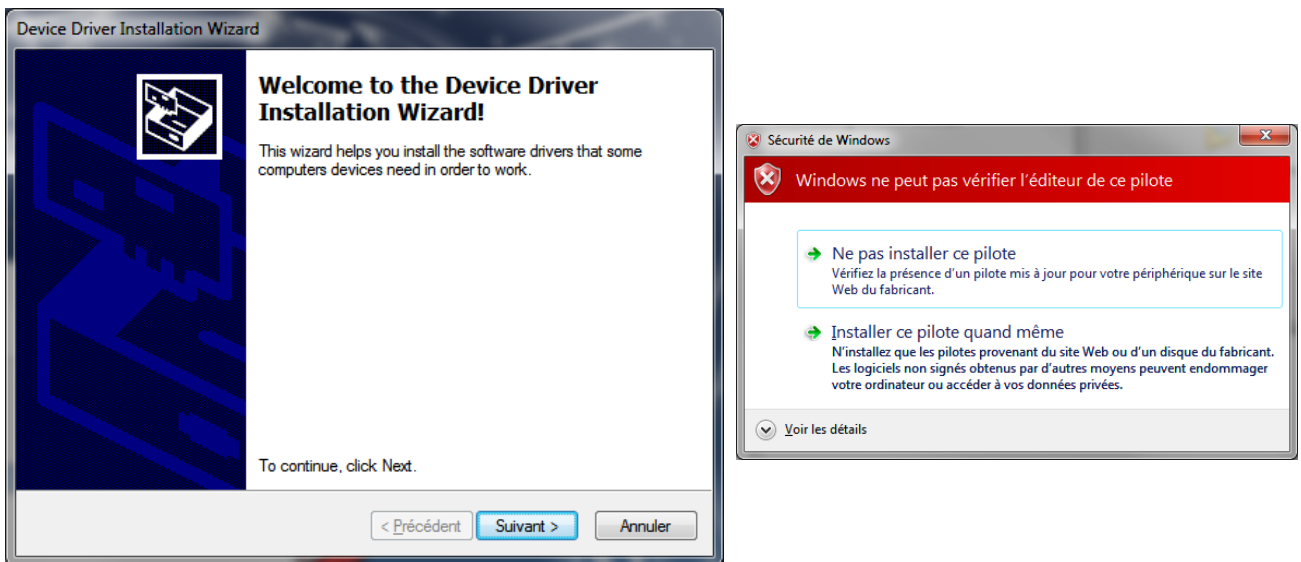 Device Driver Installation Wizard
Welcome to the Device Driver
Installation Wizard!
This wizard helps you install the software drivers that some
computers devices need in order to work.
To continue, click Next.
< Précédent
Suivant >
Annuler
Sécurité de Windows
Windows ne peut pas vérifier l'éditeur de ce pilote
Ne pas installer ce pilote
Vérifiez la présence d'un pilote mis à jour pour votre périphérique sur le site
Web du fabricant.
Installer ce pilote quand même
N'installez que les pilotes provenant du site Web ou d'un disque du fabricant.
Les logiciels non signés obtenus par d'autres moyens peuvent endommager
votre ordinateur ou accéder à vos données privées.
Voir les détails